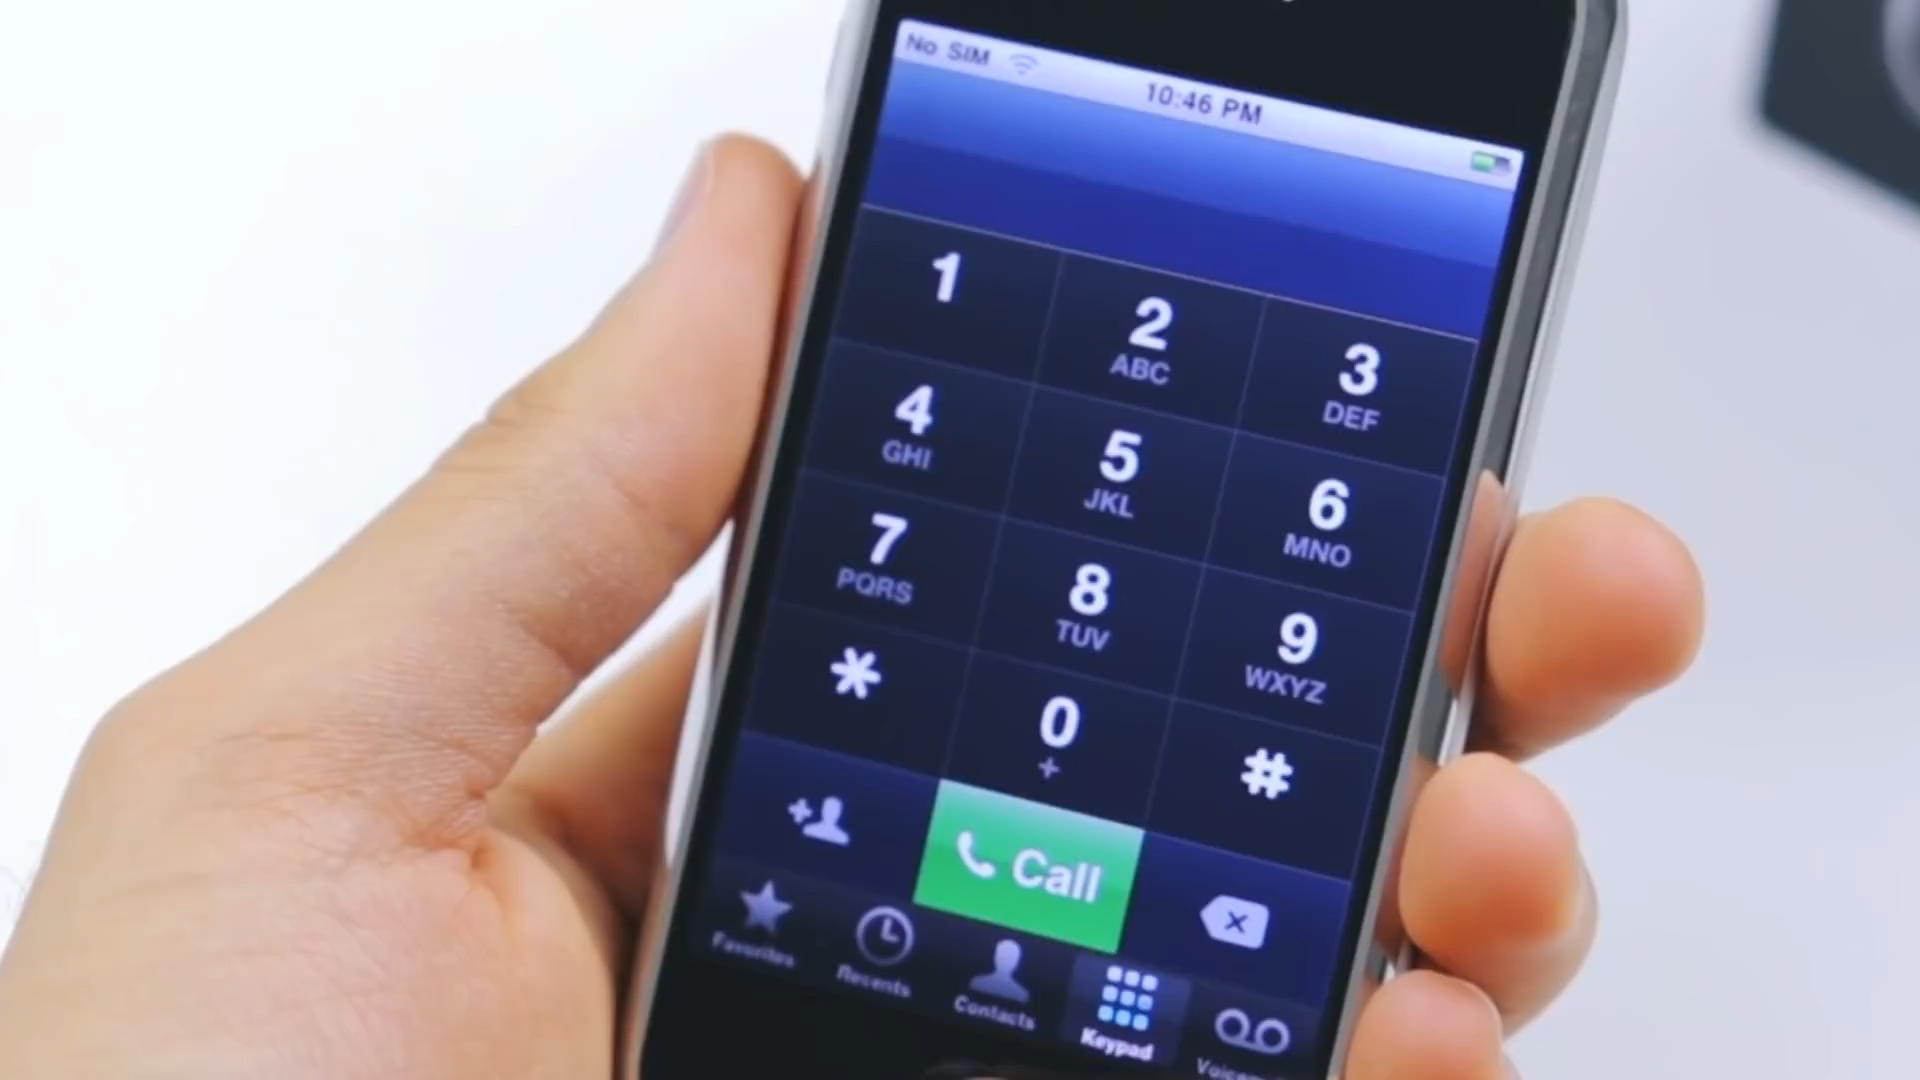 No SIM 10:46 PM
1 2 3
ABC DEF
4 5 6
GHI JKL MNO
7 8 9
PQRS TUV WXYZ
* 0 #
+
Call
Favorites Recents Contacts Keypad